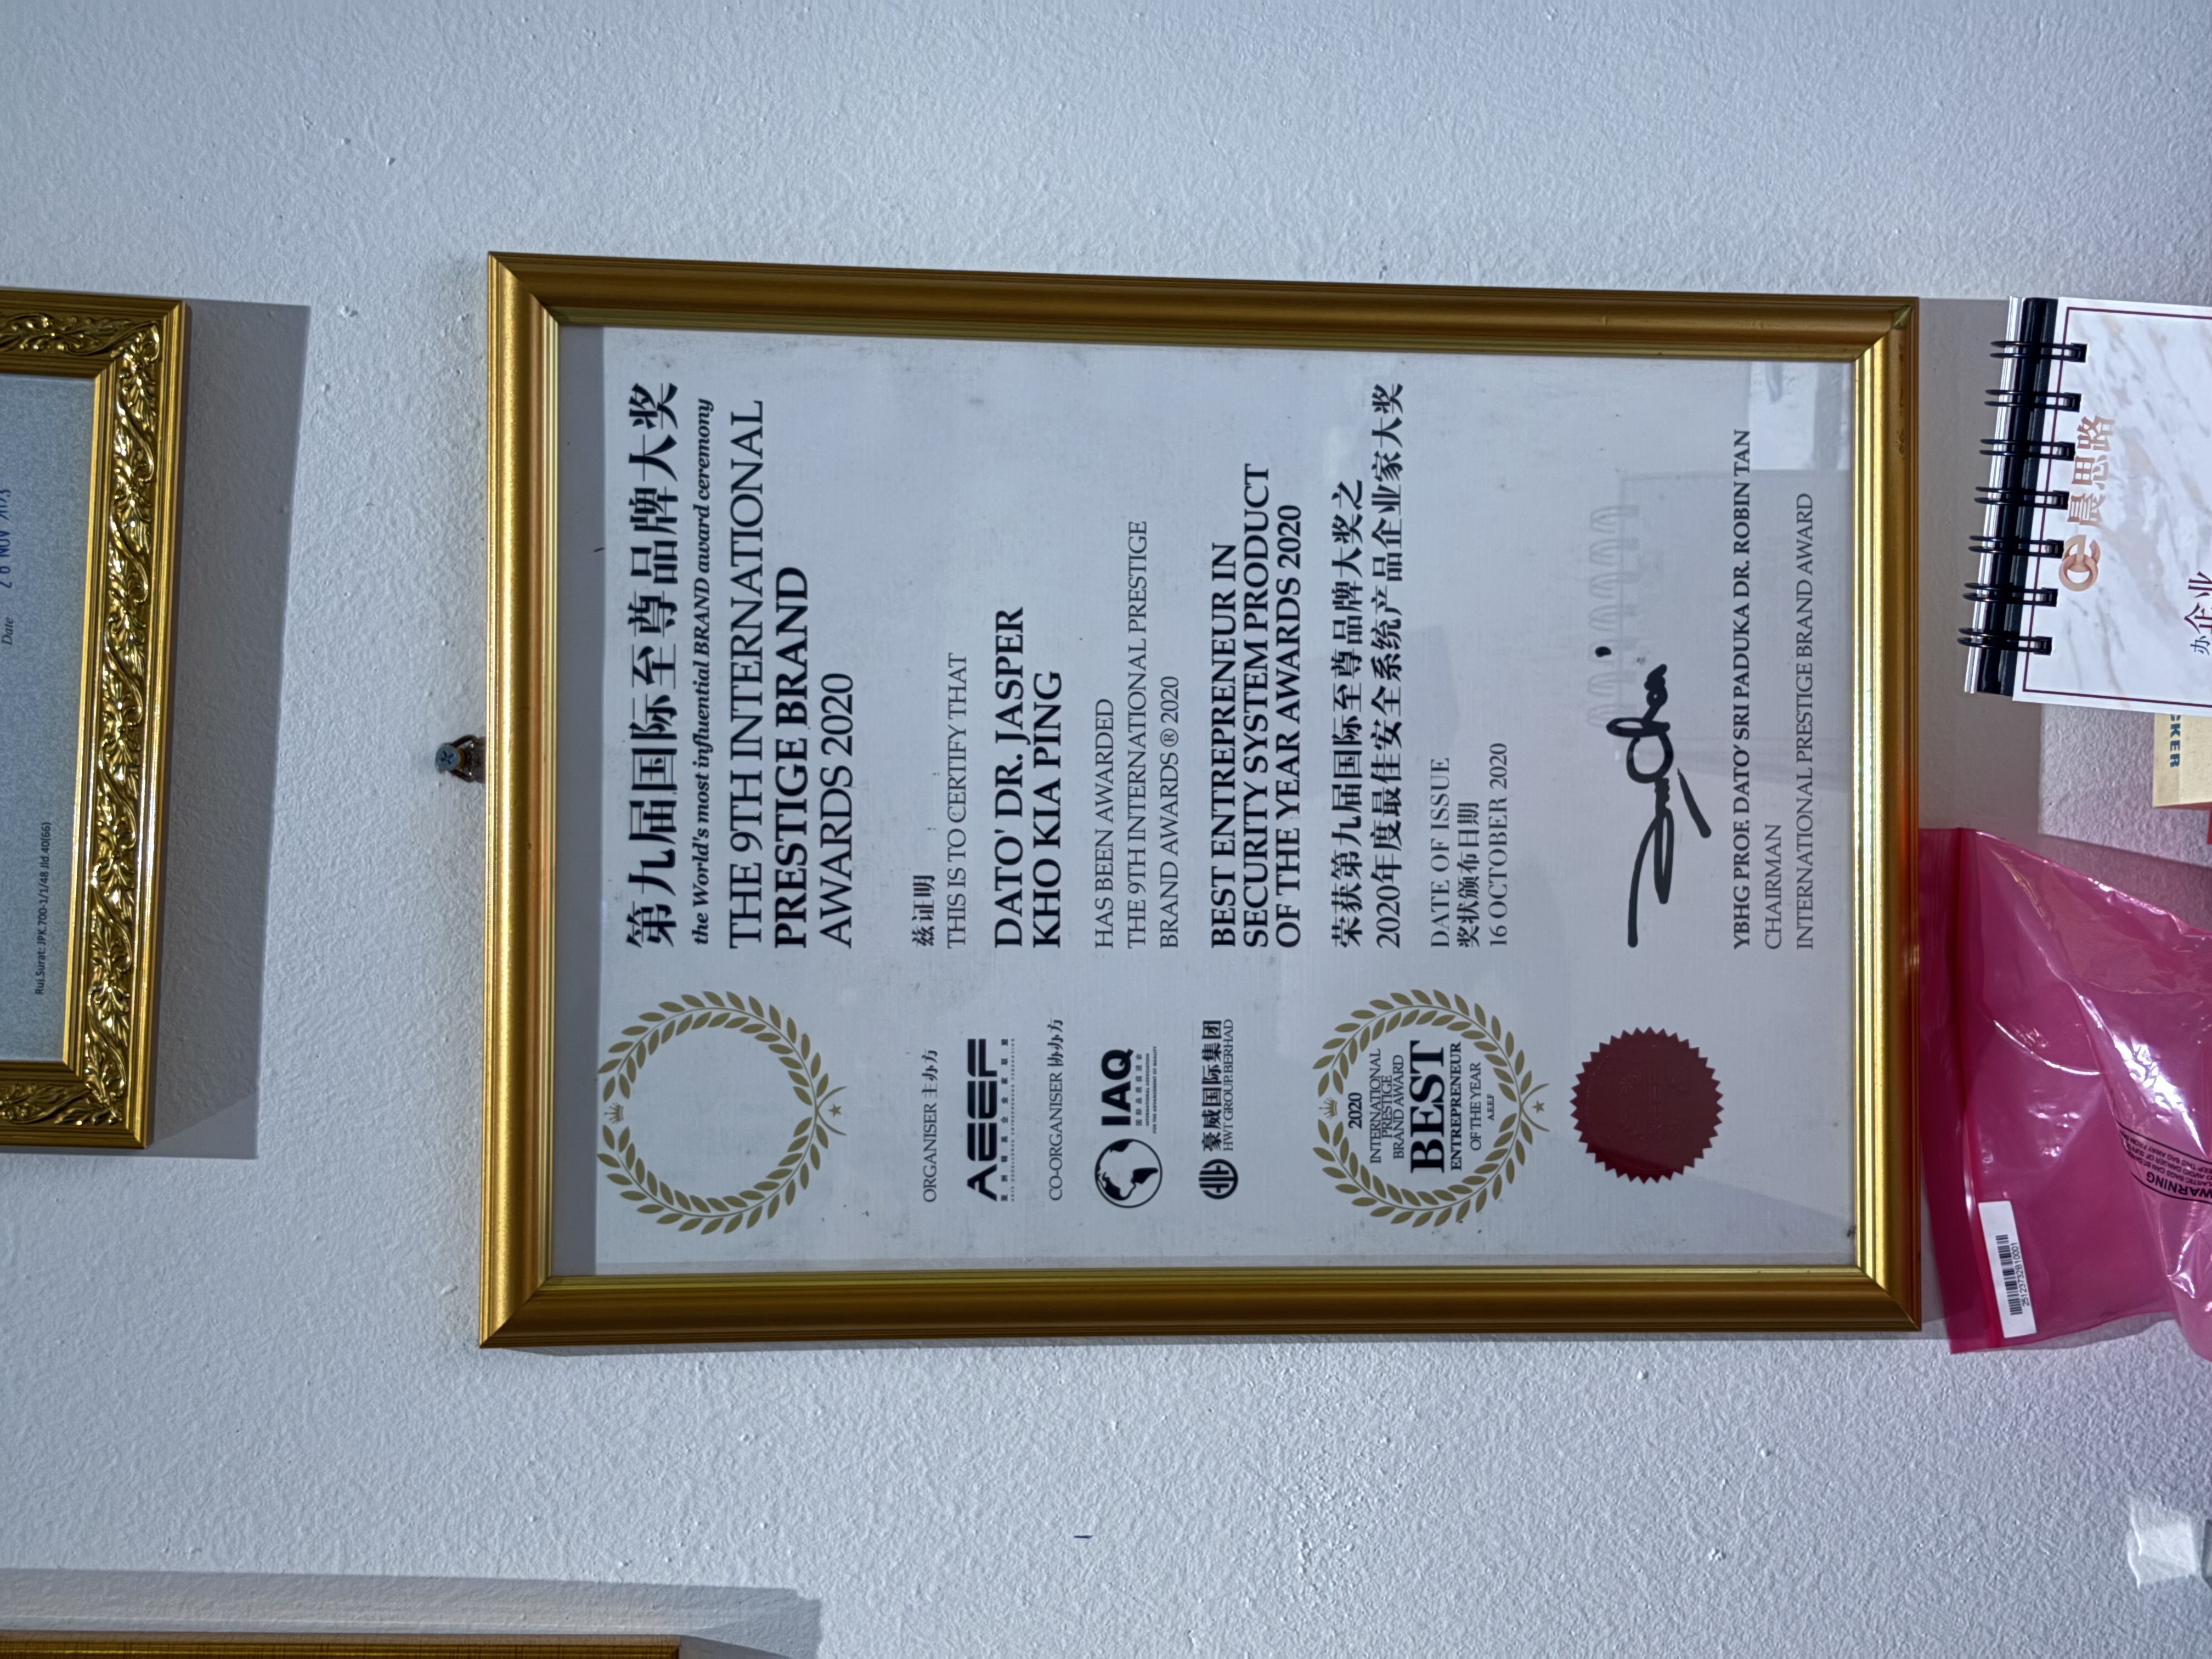 Date 2 6 NOV
Ruj.Surat: JPK.700-1/1/48 Jld.40(66)
第九届国际至尊品牌大奖
the World's most influential BRAND award ceremony
THE 9TH INTERNATIONAL
PRESTIGE BRAND
AWARDS 2020
兹证明
THIS IS TO CERTIFY THAT
DATO' DR. JASPER
KHO KIA PING
HAS BEEN AWARDED
THE 9TH INTERNATIONAL PRESTIGE
BRAND AWARDS ® 2020
BEST ENTREPRENEUR IN
SECURITY SYSTEM PRODUCT
OF THE YEAR AWARDS 2020
荣获第九届国际至尊品牌大奖之
2020年度最佳安全系统产品企业家大奖
DATE OF ISSUE
奖状颁布日期
16 OCTOBER 2020
YBHG PROF. DATO' SRI PADUKA DR. ROBIN TAN
CHAIRMAN
INTERNATIONAL PRESTIGE BRAND AWARD
ORGANISER 主办方
AEEF
CO-ORGANISER 协办方
IAQ
豪威国际集团
HWT GROUP BERHAD
2020
INTERNATIONAL
PRESTIGE
BRAND AWARD
BEST
ENTREPRENEUR
OF THE YEAR
A.E.E.F
晨思路
办企业
CKER
WARNING